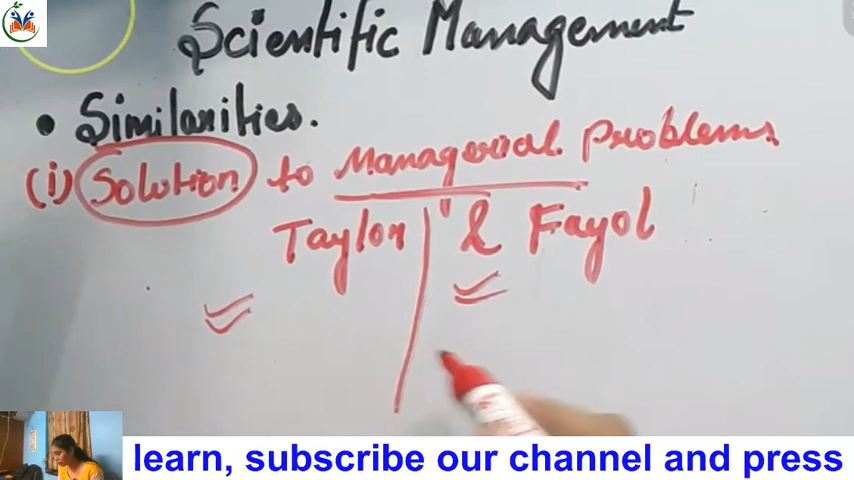 Scientific Management
• Similarities.
(i) Solution to Managerial Problems
Taylor & Fayol
learn, subscribe our channel and press